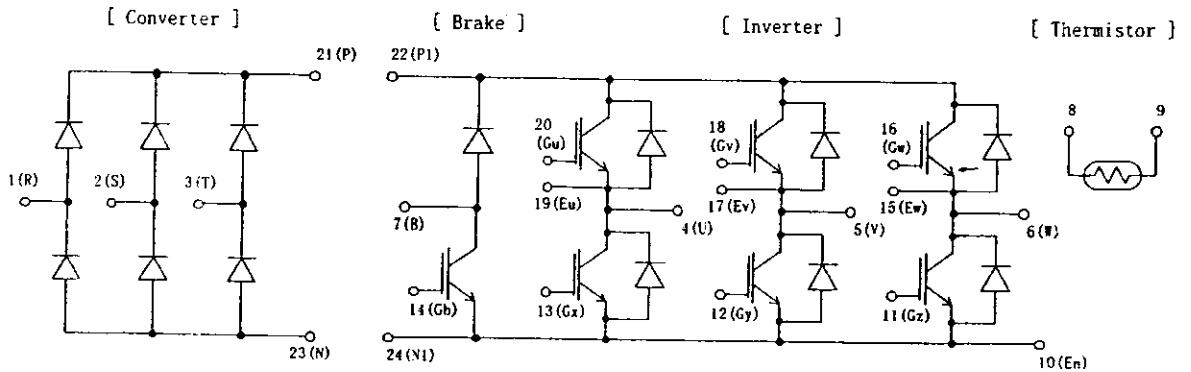 [ Converter ]
[ Brake ]
[ Inverter ]
[ Thermistor ]
21(P)
22(P1)
20
(Gu)
18
(Gv)
16
(Gw)
8
9
1(R)
2(S)
3(T)
7(B)
19(Eu)
4(U)
17(Ev)
5(V)
15(Ew)
6(W)
14(Gb)
13(Gx)
12(Gy)
11(Gz)
23(N)
24(N1)
10(En)